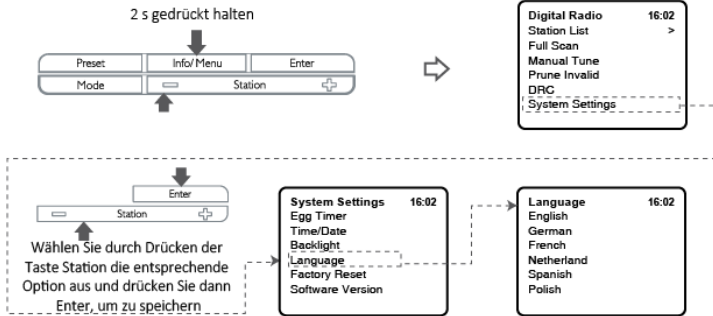 2 s gedrückt halten
Preset Info/Menu Enter
Mode Station
Digital Radio 16:02
Station List >
Full Scan
Manual Tune
Prune Invalid
DRC
System Settings
Enter
Station
Wählen Sie durch Drücken der
Taste Station die entsprechende
Option aus und drücken Sie dann
Enter, um zu speichern
System Settings 16:02
Egg Timer
Time/Date
Backlight
Language
Factory Reset
Software Version
Language 16:02
English
German
French
Netherland
Spanish
Polish